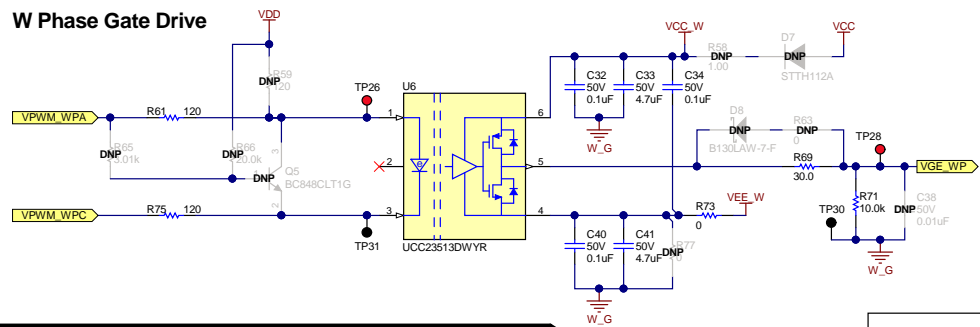 W Phase Gate Drive
VDD
VCC_W
VCC
R58
DNP
1.00
D7
DNP
STTH112A
R59
DNP
120
TP26
U6
C32
50V
0.1uF
C33
50V
4.7uF
C34
50V
0.1uF
W_G
D8
DNP
B130LAW-7-F
R63
DNP
0
TP28
VPWM_WPA
R61 120
1
6
R65
DNP
3.01k
R66
DNP
20.0k
3
2
5
R69
30.0
VGE_WP
DNP
Q5
BC848CLT1G
2
R71
10.0k
C38
DNP
50V
0.01uF
TP30
VPWM_WPC
R75 120
3
4
VEE_W
R73
0
TP31
UCC23513DWYR
C40
50V
0.1uF
C41
50V
4.7uF
R77
DNP
W_G
W_G